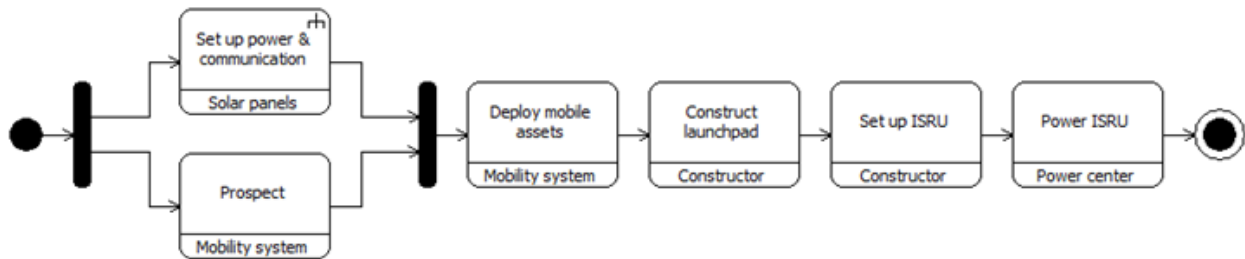 Set up power &
communication
Solar panels
Prospect
Mobility system
Deploy mobile
assets
Mobility system
Construct
launchpad
Constructor
Set up ISRU
Constructor
Power ISRU
Power center